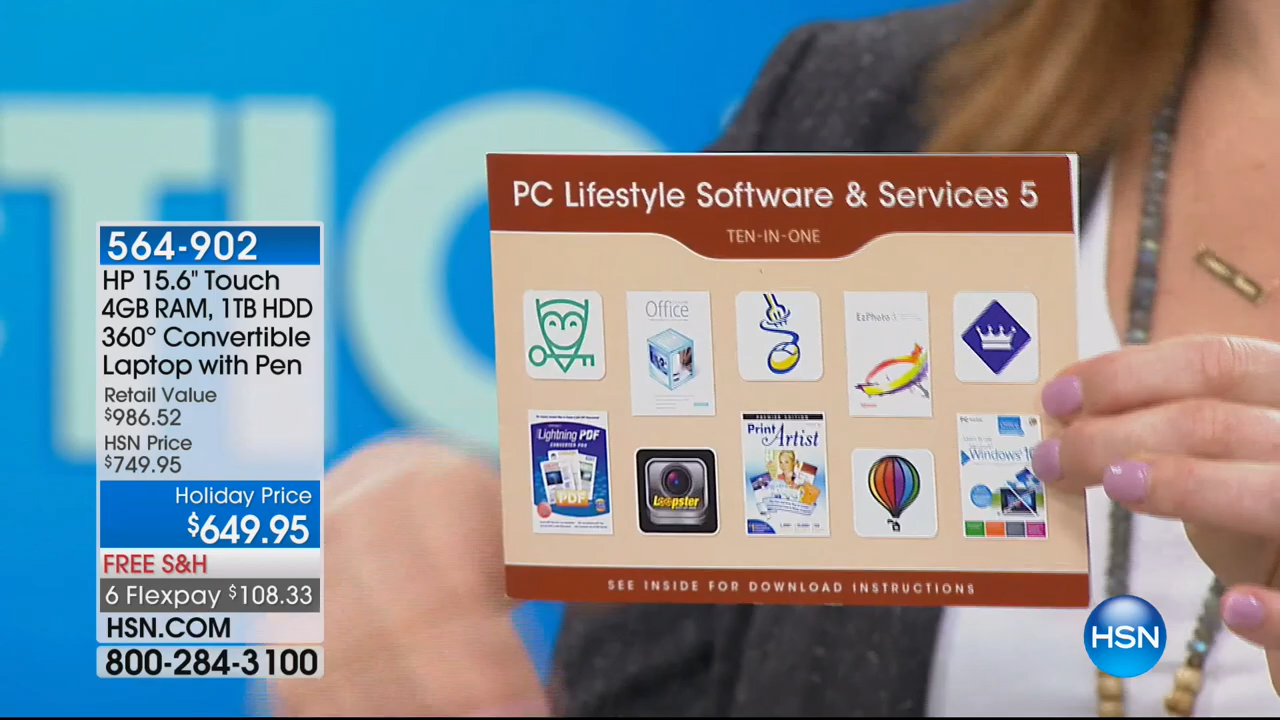 TIO
564-902
HP 15.6" Touch
4GB RAM, 1TB HDD
360° Convertible
Laptop with Pen
Retail Value
$986.52
HSN Price
$749.95
Holiday Price
$649.95
FREE S&H
6 Flexpay $108.33
HSN.COM
800-284-3100
PC Lifestyle Software & Services 5
TEN-IN-ONE
Office
EzPhoto
Lightning PDF
PDF
Loopster
PREMIER EDITION
Print
Artist
Windows 10
SEE INSIDE FOR DOWNLOAD INSTRUCTIONS
HSN